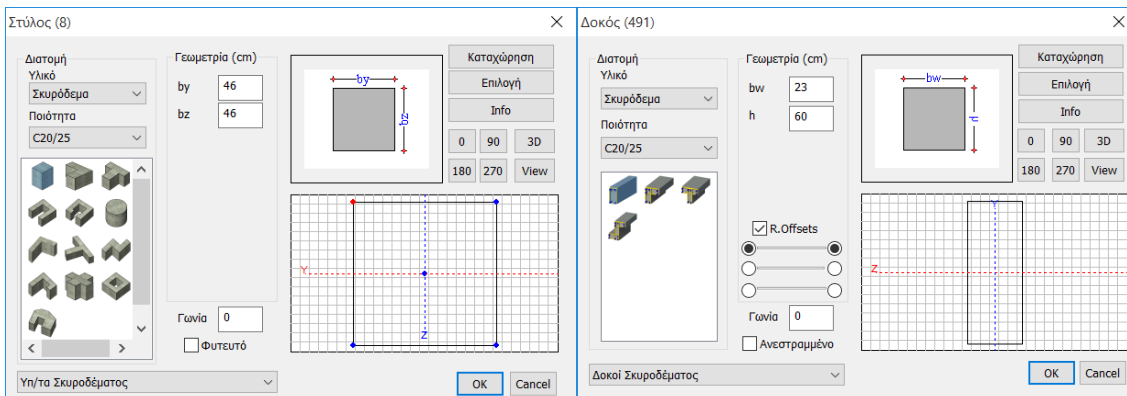 Στύλος (8)
Διατομή
Υλικό
Σκυρόδεμα
Ποιότητα
C20/25
Γεωμετρία (cm)
by 46
bz 46
Γωνία 0
Φυτευτό
by
bz
Καταχώρηση
Επιλογή
Info
0 90 3D
180 270 View
Y
Z
Υπ/τα Σκυροδέματος
OK Cancel
Δοκός (491)
Διατομή
Υλικό
Σκυρόδεμα
Ποιότητα
C20/25
Γεωμετρία (cm)
bw 23
h 60
R.Offsets
Γωνία 0
Ανεστραμμένο
bw
h
Καταχώρηση
Επιλογή
Info
0 90 3D
180 270 View
Y
Z
Δοκοί Σκυροδέματος
OK Cancel